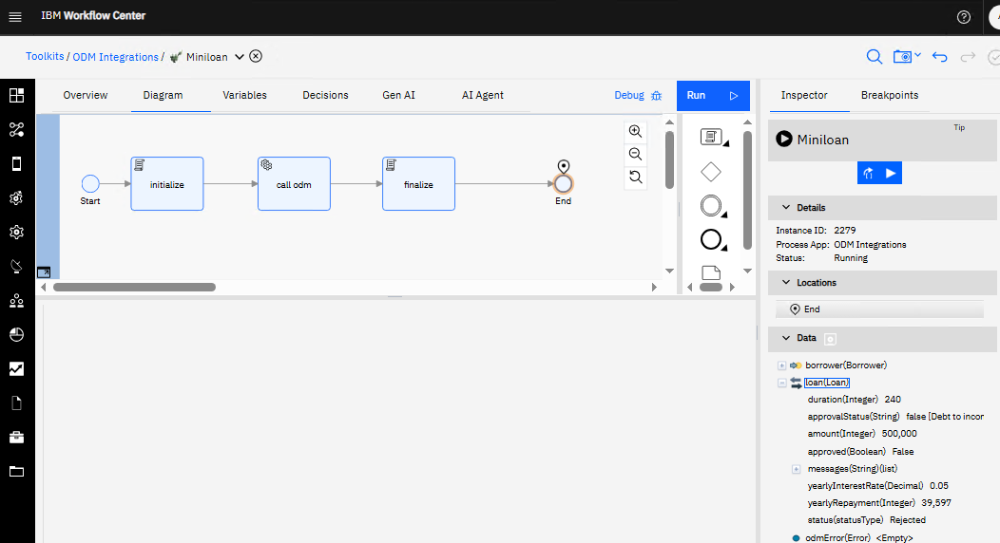 IBM Workflow Center
Toolkits / ODM Integrations / Miniloan
Overview Diagram Variables Decisions Gen AI AI Agent Debug Run
Start
initialize
call odm
finalize
End
Inspector Breakpoints
Tip
Miniloan
Details
Instance ID: 2279
Process App: ODM Integrations
Status: Running
Locations
End
Data
borrower(Borrower)
loan(Loan)
duration(Integer) 240
approvalStatus(String) false [Debt to incor
amount(Integer) 500,000
approved(Boolean) False
messages(String)(list)
yearlyInterestRate(Decimal) 0.05
yearlyRepayment(Integer) 39,597
status(statusType) Rejected
odmError(Error) <Empty>